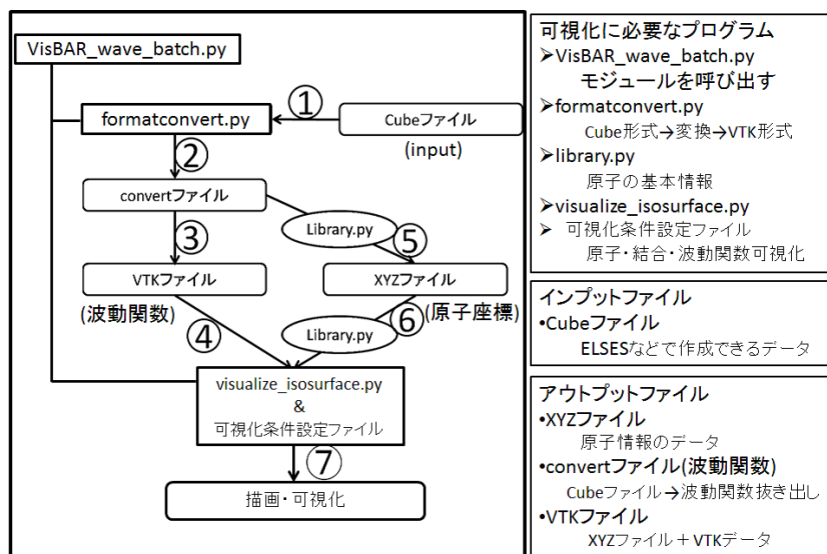 VisBAR_wave_batch.py
formatconvert.py
①
Cubeファイル
(input)
②
convertファイル
③
Library.py
⑤
VTKファイル
XYZファイル
(波動関数)
④
Library.py
⑥
(原子座標)
visualize_isosurface.py
&
可視化条件設定ファイル
⑦
描画・可視化
可視化に必要なプログラム
➢VisBAR_wave_batch.py
モジュールを呼び出す
➢formatconvert.py
Cube形式→変換→VTK形式
➢library.py
原子の基本情報
➢visualize_isosurface.py
➢ 可視化条件設定ファイル
原子・結合・波動関数可視化
インプットファイル
•Cubeファイル
ELSESなどで作成できるデータ
アウトプットファイル
•XYZファイル
原子情報のデータ
•convertファイル(波動関数)
Cubeファイル→波動関数抜き出し
•VTKファイル
XYZファイル＋VTKデータ